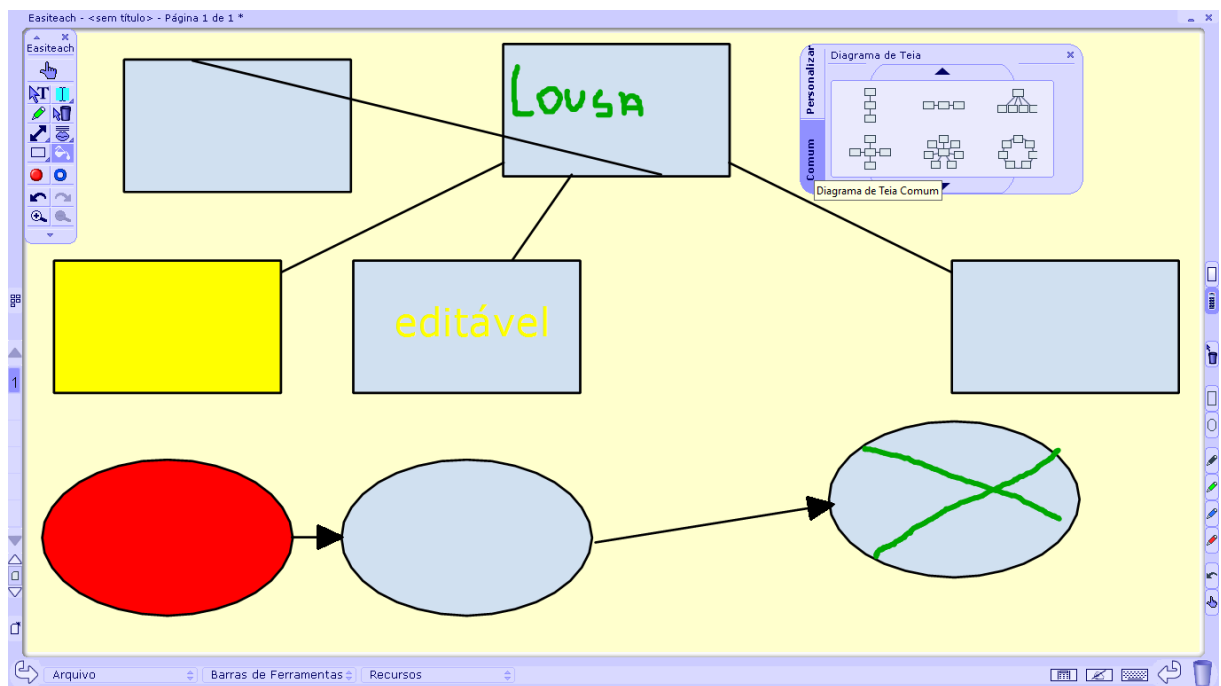 Easiteach - <sem título> - Página 1 de 1 *
Easiteach
T
Lousa
Diagrama de Teia
Personalizar
Comum
Diagrama de Teia Comum
editável
1
Arquivo
Barras de Ferramentas
Recursos